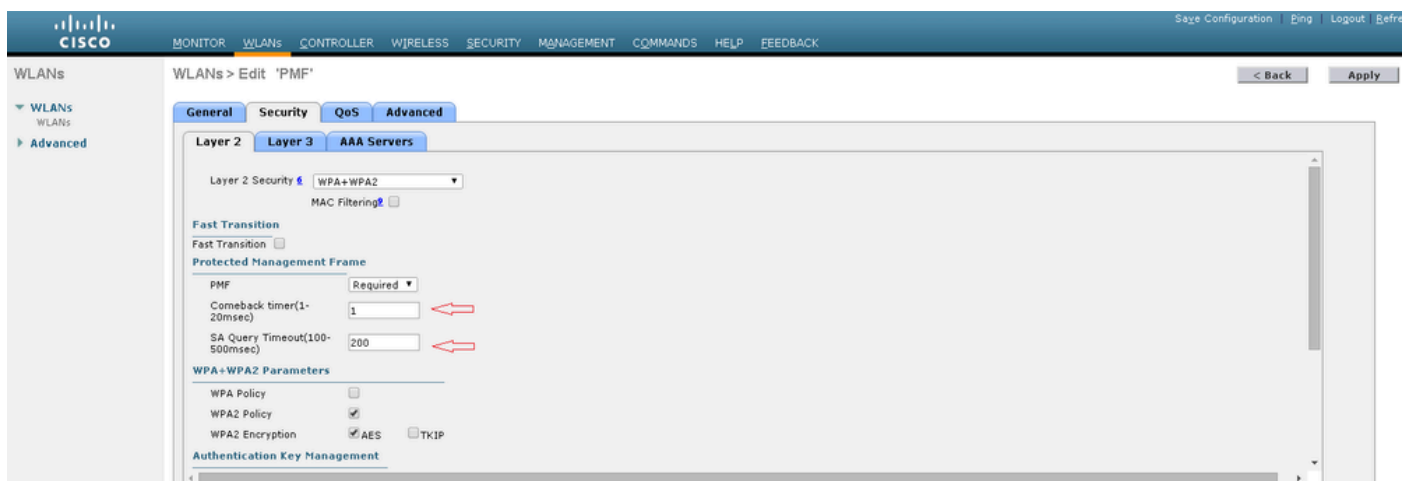 Save Configuration | Ping | Logout | Refre
CISCO
MONITOR WLANs CONTROLLER WIRELESS SECURITY MANAGEMENT COMMANDS HELP FEEDBACK
WLANs
WLANs > Edit 'PMF'
< Back
Apply
WLANs
WLANs
Advanced
General Security QoS Advanced
Layer 2 Layer 3 AAA Servers
Layer 2 Security 6 WPA+WPA2
MAC Filtering 9
Fast Transition
Fast Transition
Protected Management Frame
PMF Required
Comeback timer(1-
20msec) 1
SA Query Timeout(100-
500msec) 200
WPA+WPA2 Parameters
WPA Policy
WPA2 Policy
WPA2 Encryption AES TKIP
Authentication Key Management